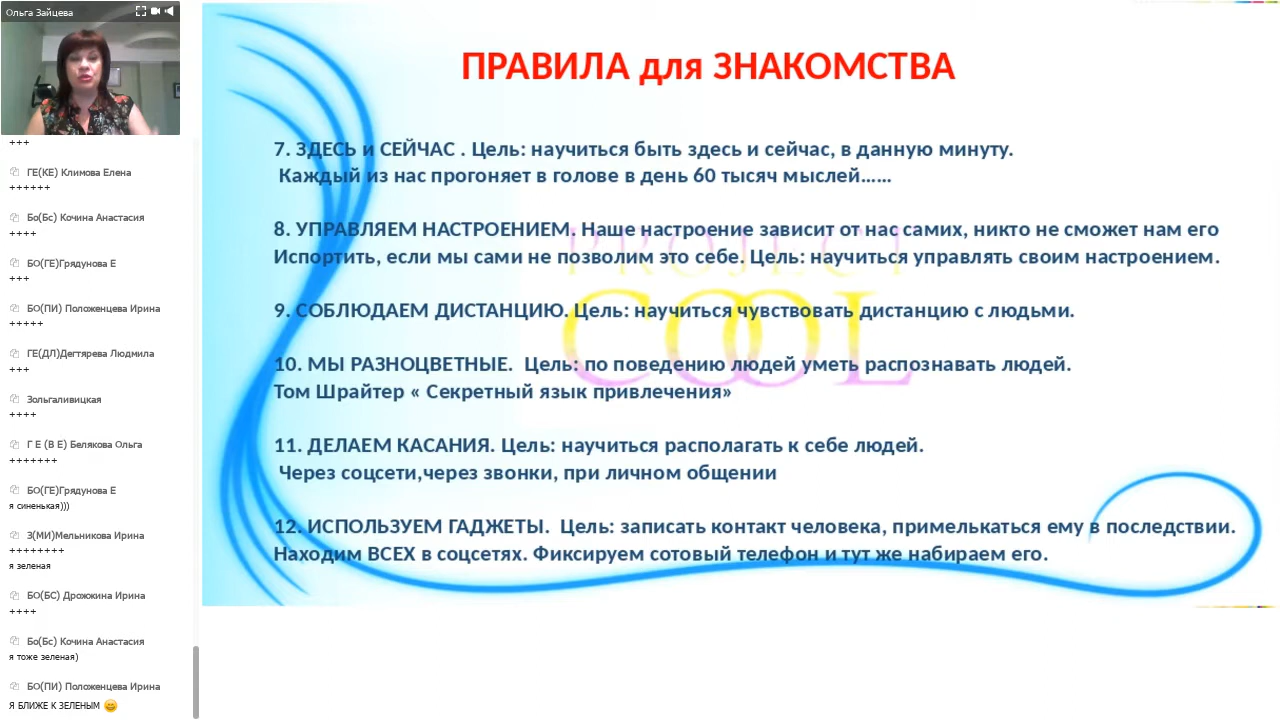 Ольга Зайцева
+++
ГЕ(КЕ) Климова Елена
++++++
Бо(Бс) Кочина Анастасия
++++
БО(ГЕ)Грядунова Е
+++
БО(ПИ) Положенцева Ирина
+++++
ГЕ(ДЛ)Дегтярева Людмила
+++
Зольгаливицкая
++++
Г Е (В Е) Белякова Ольга
+++++++
БО(ГЕ)Грядунова Е
я синенькая)))
З(МИ)Мельникова Ирина
++++++++
я зеленая
БО(БС) Дрожжина Ирина
++++
Бо(Бс) Кочина Анастасия
я тоже зеленая)
БО(ПИ) Положенцева Ирина
Я БЛИЖЕ К ЗЕЛЕНЫМ 😊
ПРАВИЛА для ЗНАКОМСТВА
7. ЗДЕСЬ и СЕЙЧАС . Цель: научиться быть здесь и сейчас, в данную минуту.
Каждый из нас прогоняет в голове в день 60 тысяч мыслей……
8. УПРАВЛЯЕМ НАСТРОЕНИЕМ. Наше настроение зависит от нас самих, никто не сможет нам его
Испортить, если мы сами не позволим это себе. Цель: научиться управлять своим настроением.
9. СОБЛЮДАЕМ ДИСТАНЦИЮ. Цель: научиться чувствовать дистанцию с людьми.
10. МЫ РАЗНОЦВЕТНЫЕ. Цель: по поведению людей уметь распознавать людей.
Том Шрайтер « Секретный язык привлечения»
11. ДЕЛАЕМ КАСАНИЯ. Цель: научиться располагать к себе людей.
Через соцсети,через звонки, при личном общении
12. ИСПОЛЬЗУЕМ ГАДЖЕТЫ. Цель: записать контакт человека, примелькаться ему в последствии.
Находим ВСЕХ в соцсетях. Фиксируем сотовый телефон и тут же набираем его.
PROJECT
COOL